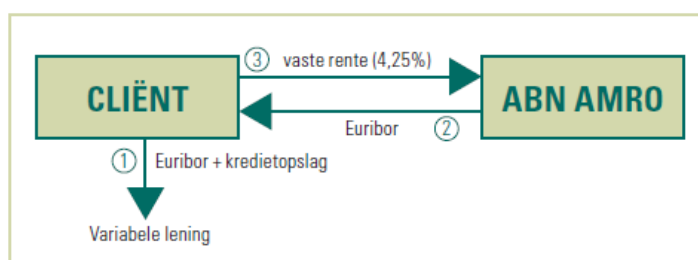 ③ vaste rente (4,25%)
CLIËNT
ABN AMRO
Euribor ②
① Euribor + kredietopslag
Variabele lening